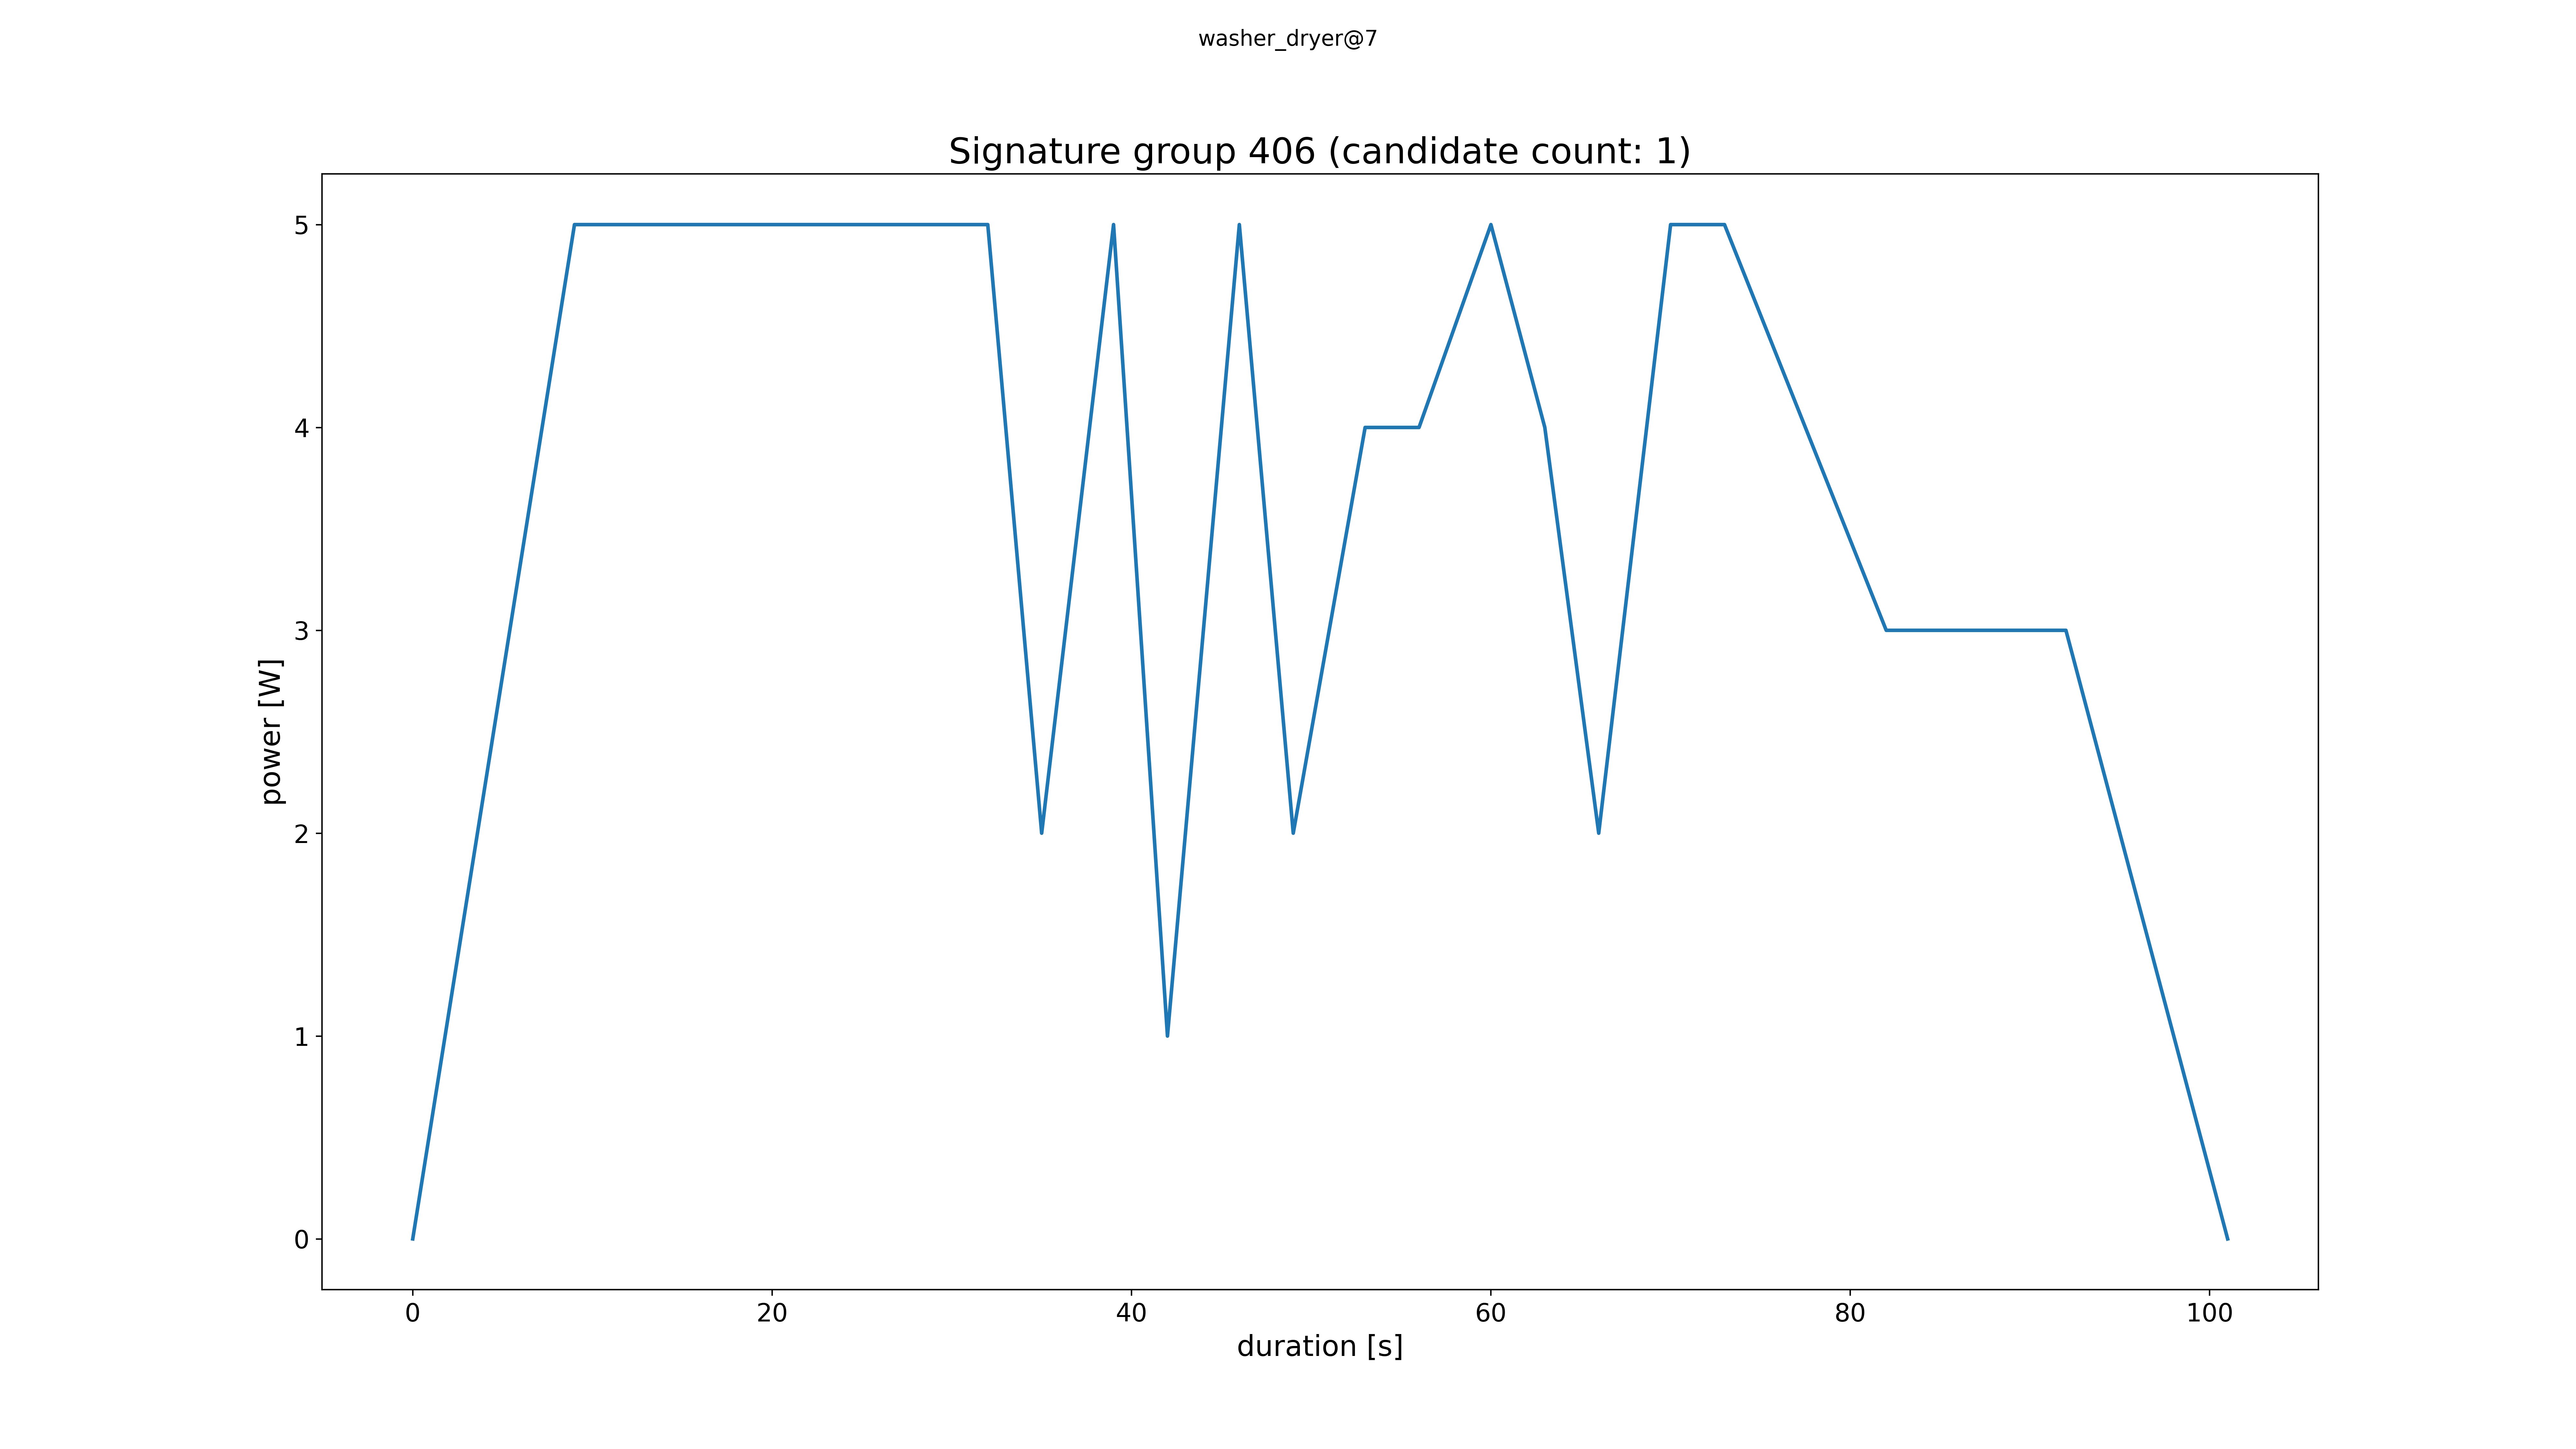 washer_dryer@7
Signature group 406 (candidate count: 1)
5
4
3
2
1
0
power [W]
0 20 40 60 80 100
duration [s]